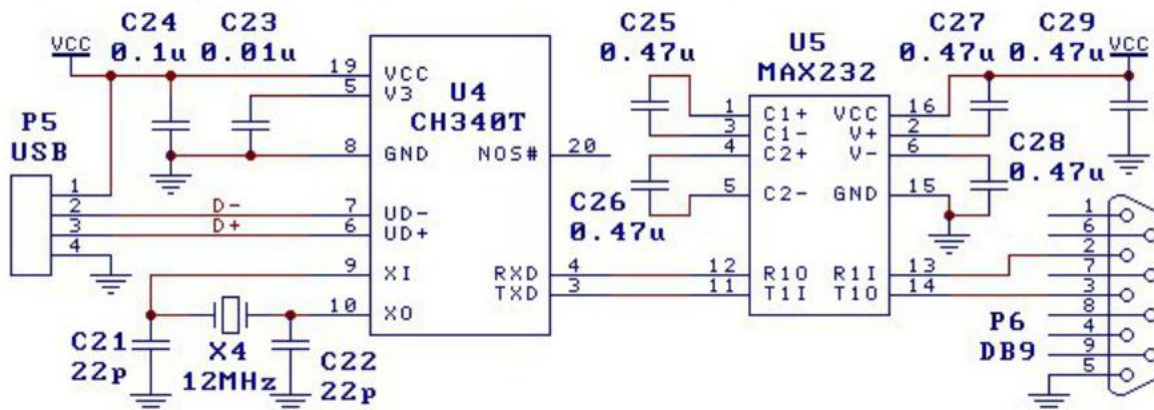 C24 C23
VCC 0.1u 0.01u
P5
USB
1
2
3
4
D-
D+
19 VCC
5 V3
8 GND
7 UD-
6 UD+
9 XI
10 XO
U4
CH340T
NOS# 20
RXD 4
TXD 3
C21
22p
X4
12MHz
C22
22p
C25
0.47u
C26
0.47u
U5
MAX232
1 C1+
3 C1-
4 C2+
5 C2-
12 R1O
11 T1I
VCC 16
V+ 2
V- 6
GND 15
R1I 13
T1O 14
C27 C29
0.47u 0.47u VCC
C28
0.47u
1
6
2
7
3
8
4
9
5
P6
DB9